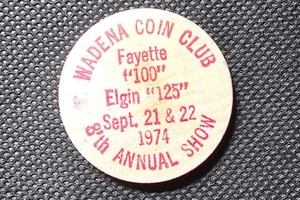 WADENA COIN CLUB
Fayette
"100"
Elgin "125"
Sept. 21 & 22
1974
8th ANNUAL SHOW